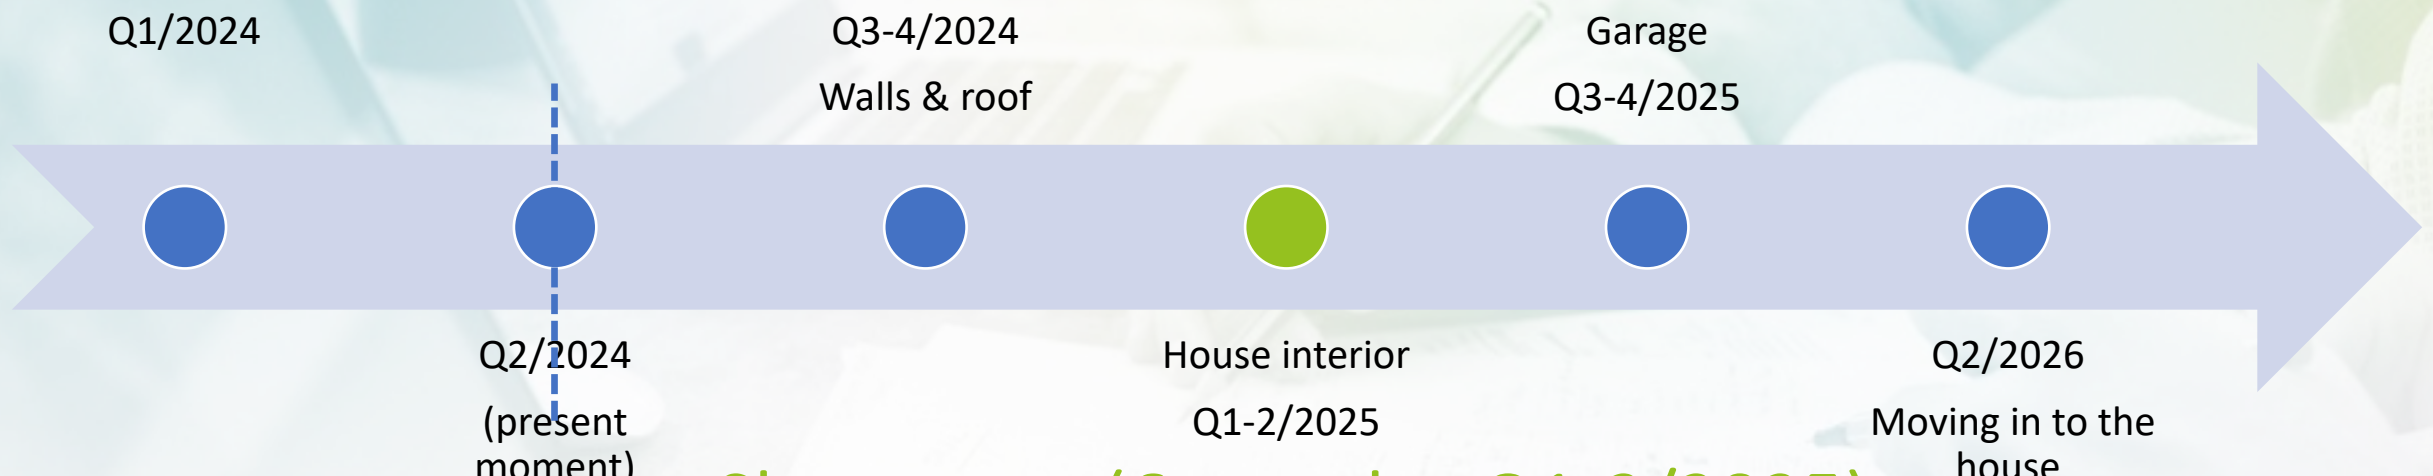 Q1/2024
Q3-4/2024
Walls & roof
Garage
Q3-4/2025
Q2/2024
(present
moment)
House interior
Q1-2/2025
Q2/2026
Moving in to the
house